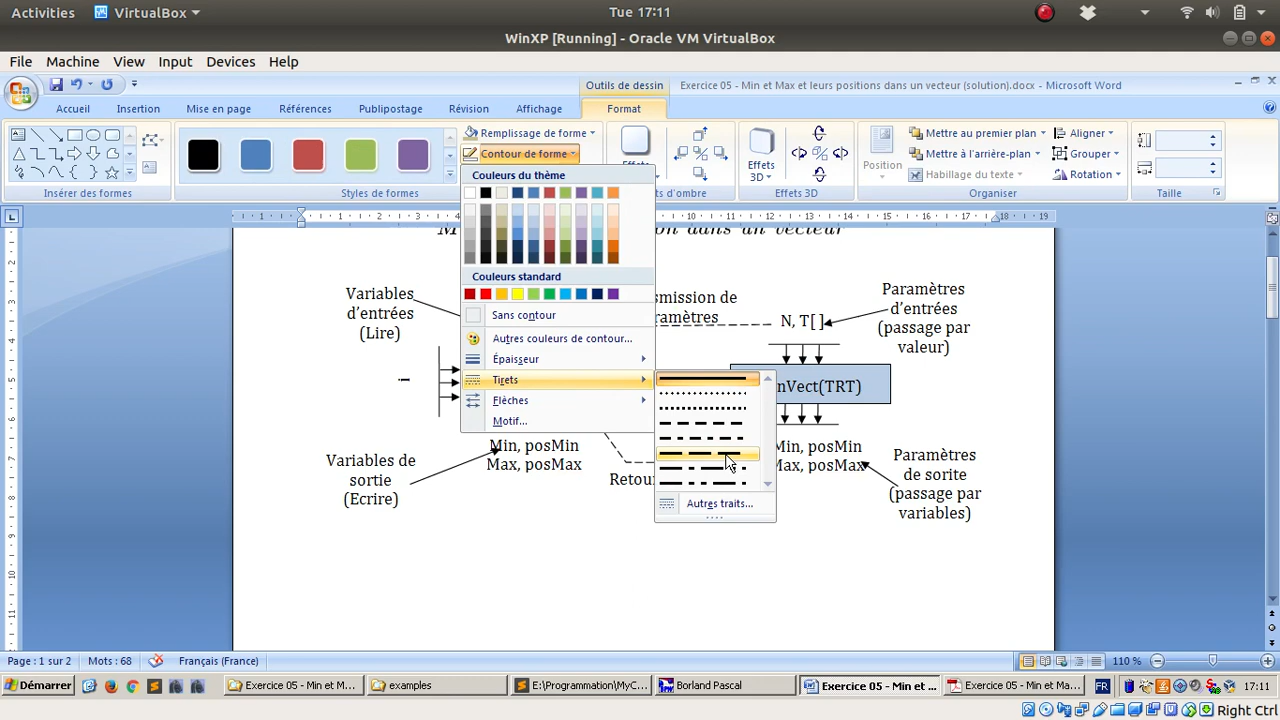 Activities VirtualBox Tue 17:11
WinXP [Running] - Oracle VM VirtualBox
File Machine View Input Devices Help
Outils de dessin Exercice 05 - Min et Max et leurs positions dans un vecteur (solution).docx - Microsoft Word
Accueil Insertion Mise en page Références Publipostage Révision Affichage Format
Remplissage de forme
Contour de forme
Effets
Effets 3D
Position
Mettre au premier plan
Mettre à l'arrière-plan
Habillage du texte
Aligner
Grouper
Rotation
Insérer des formes Styles de formes d'ombre Effets 3D Organiser Taille
Couleurs du thème
Couleurs standard
Sans contour
Autres couleurs de contour...
Épaisseur
Tirets
Flèches
Motif...
Autres traits...
dans un vecteur
Variables d'entrées (Lire)
smission de
amètres
N, T[ ]
Paramètres d'entrées (passage par valeur)
nVect(TRT)
Min, posMin
Max, posMax
Variables de sortie (Ecrire)
Retou
Min, posMin
Max, posMax
Paramètres de sorite (passage par variables)
Page : 1 sur 2 Mots : 68 Français (France) 110 %
Démarrer Exercice 05 - Min et M... examples E:\Programmation\MyC... Borland Pascal Exercice 05 - Min et ... Exercice 05 - Min et Ma... FR 17:11
Right Ctrl